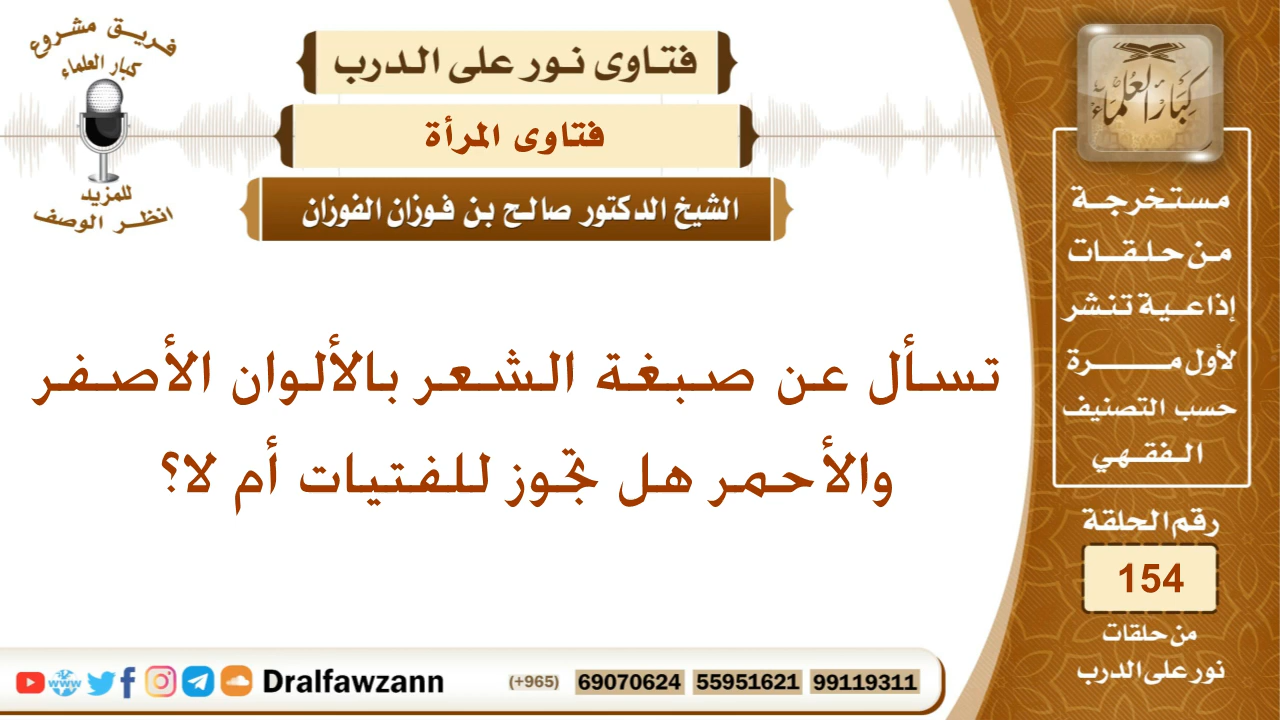 فريق مشروع
كبار العلماء
للمزيد
انظر الوصف
فتاوى نور على الدرب
فتاوى المرأة
الشيخ الدكتور صالح بن فوزان الفوزان
تسأل عن صبغة الشعر بالألوان الأصفر
والأحمر هل تجوز للفتيات أم لا؟
كبار العلماء
مستخرجة
من حلقات
إذاعية تنشر
لأول مرة
حسب التصنيف
الفقهي
رقم الحلقة
154
من حلقات
نور على الدرب
www Dralfawzann (+965) 69070624 55951621 99119311